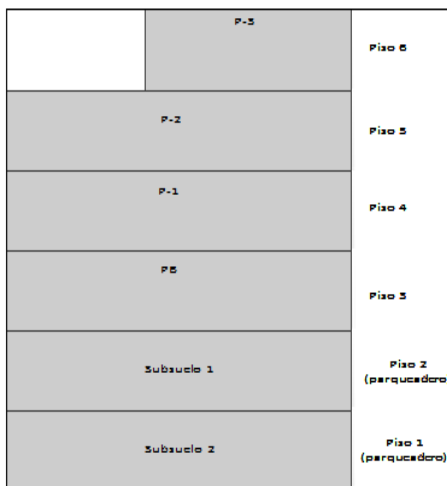 P-3
Piso 6
P-2
Piso 5
P-1
Piso 4
PB
Piso 3
Subsuelo 1
Piso 2
(parqueadero)
Subsuelo 2
Piso 1
(parqueadero)